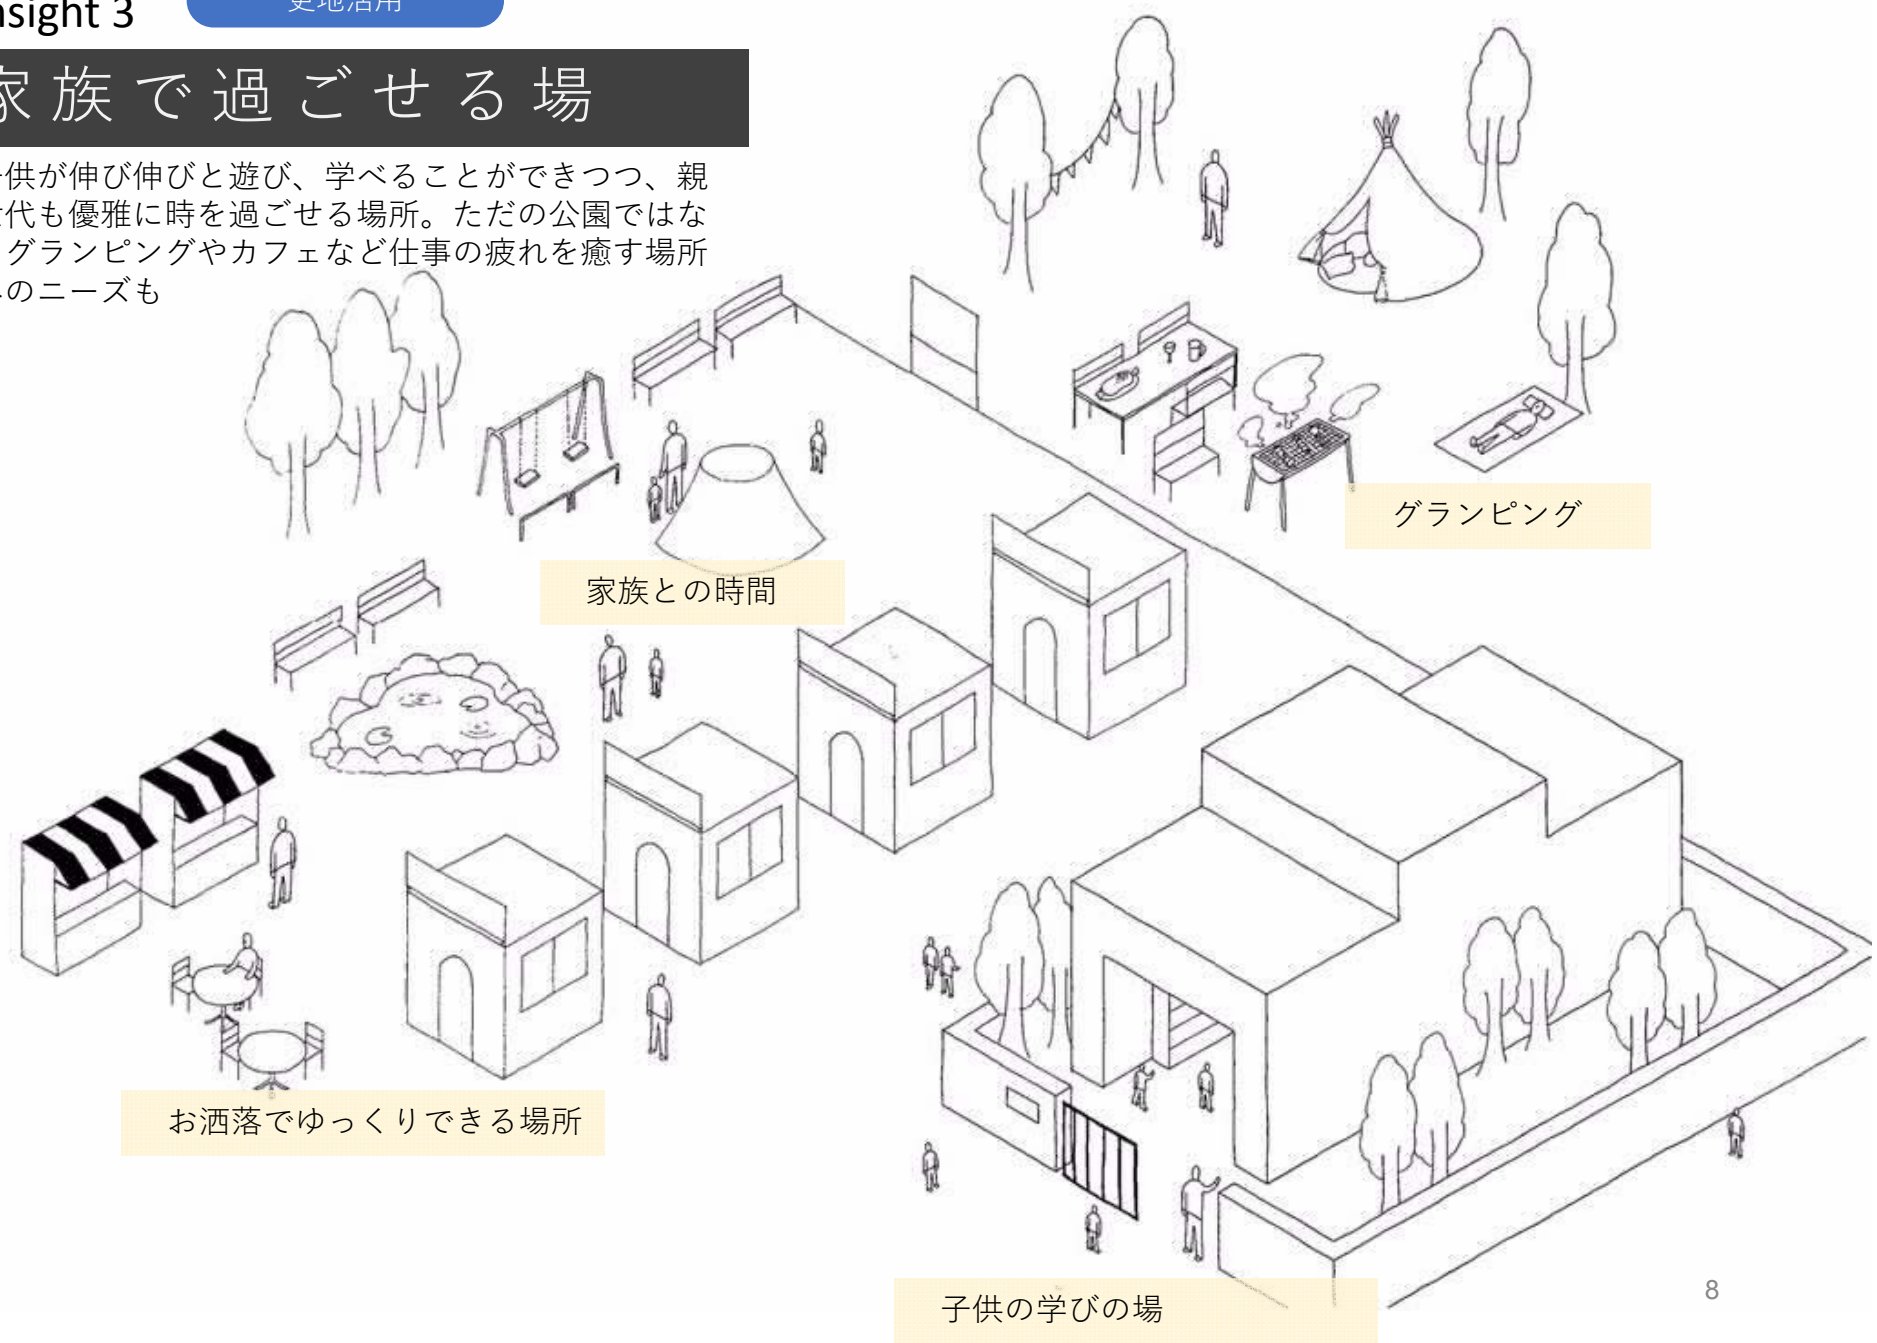 nsight 3
更地活用
家族で過ごせる場
供が伸び伸びと遊び、学べることができつつ、親
代も優雅に時を過ごせる場所。ただの公園ではな
グランピングやカフェなど仕事の疲れを癒す場所
のニーズも
グランピング
家族との時間
お洒落でゆっくりできる場所
子供の学びの場
8